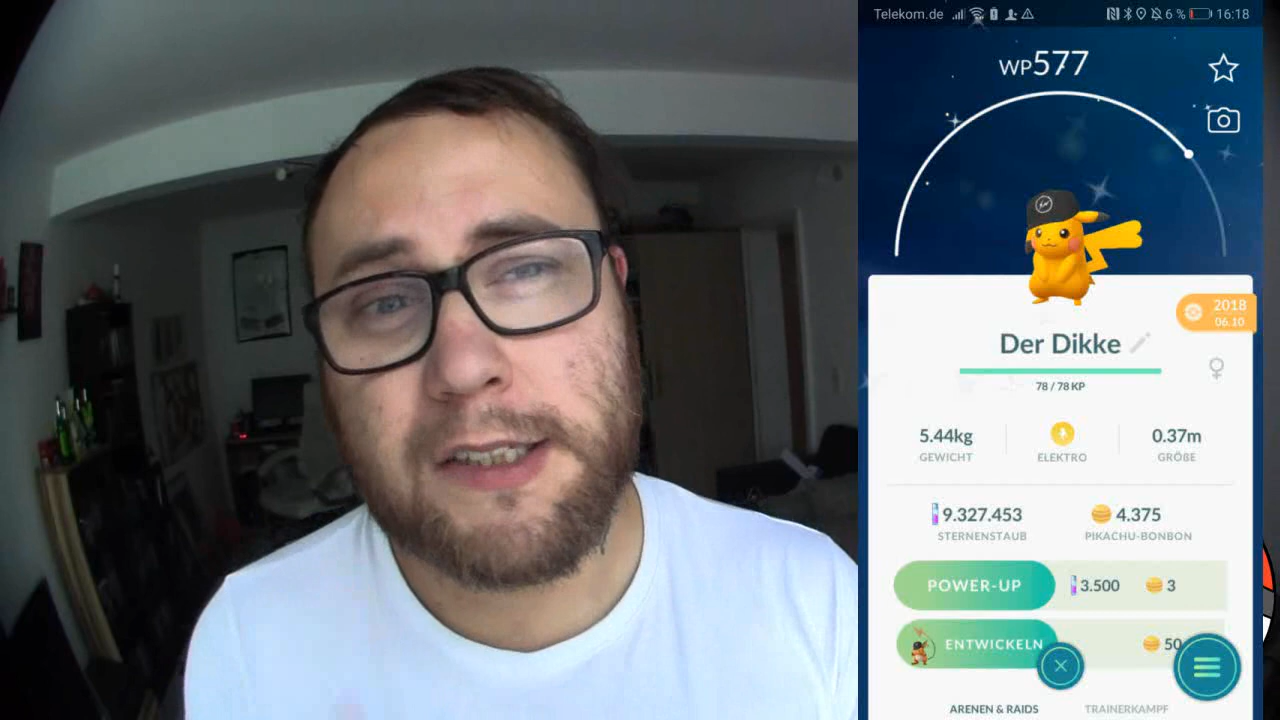 Telekom.de 6 % 16:18
WP577
2018
06.10
Der Dikke
78 / 78 KP
5.44kg
GEWICHT
ELEKTRO
0.37m
GRÖßE
9.327.453
STERNENSTAUB
4.375
PIKACHU-BONBON
POWER-UP 3.500 3
ENTWICKELN 50
ARENEN & RAIDS TRAINERKAMPF